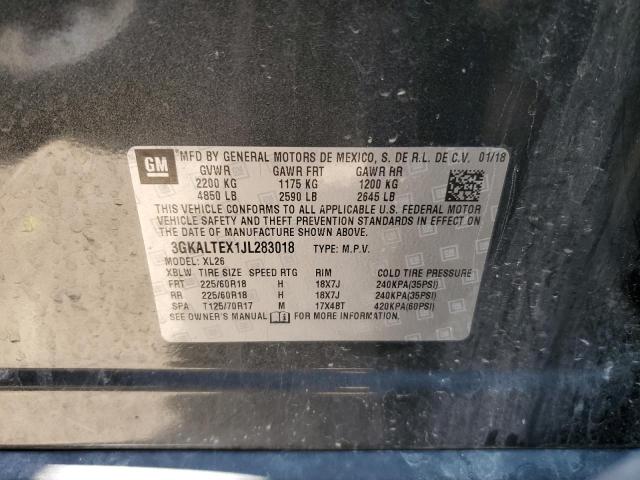 GM
MFD BY GENERAL MOTORS DE MEXICO, S. DE R.L. DE C.V. 01/18
GVWR GAWR FRT GAWR RR
2200 KG 1175 KG 1200 KG
4850 LB 2590 LB 2645 LB
THIS VEHICLE CONFORMS TO ALL APPLICABLE U.S. FEDERAL MOTOR
VEHICLE SAFETY AND THEFT PREVENTION STANDARDS IN EFFECT ON
THE DATE OF MANUFACTURE SHOWN ABOVE.
3GKALTEX1JL283018 TYPE: M.P.V.
MODEL: XL26
XBLW TIRE SIZE SPEED RTG RIM COLD TIRE PRESSURE
FRT 225/60R18 H 18X7J 240KPA(35PSI)
RR 225/60R18 H 18X7J 240KPA(35PSI)
SPA T125/70R17 M 17X4BT 420KPA(60PSI)
SEE OWNER'S MANUAL FOR MORE INFORMATION.